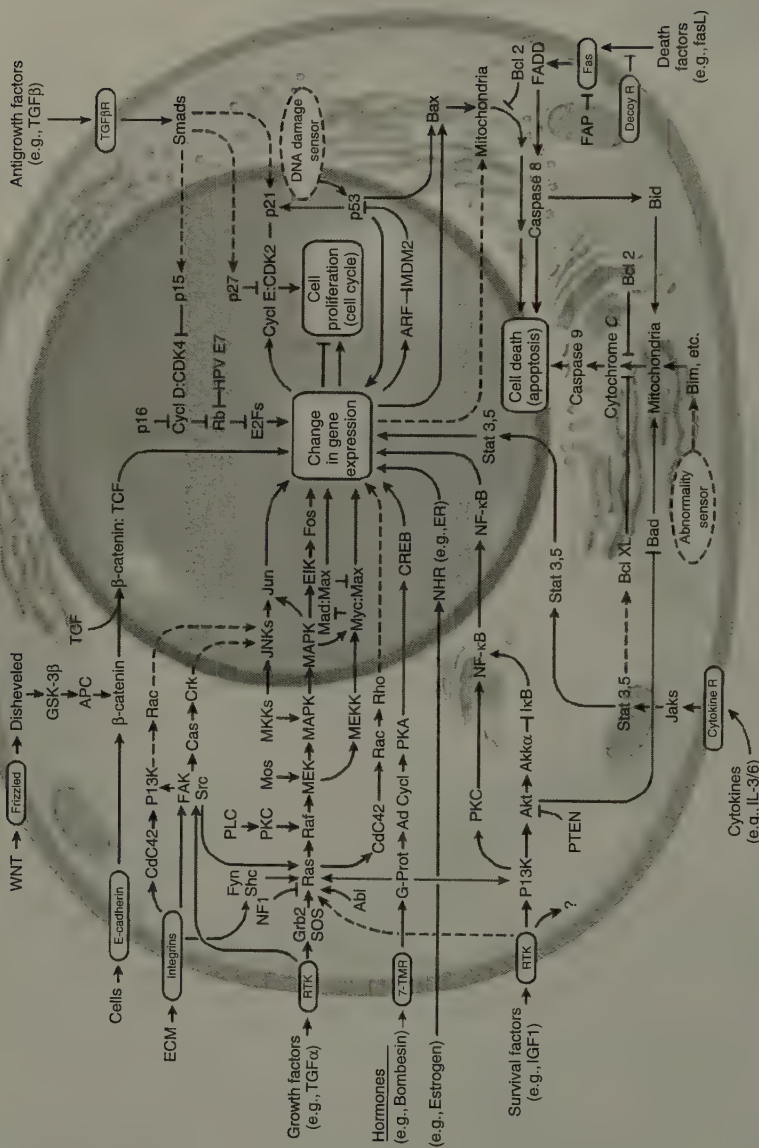 WNT
Frizzled
Disheveled
GSK-3β
APC
β-catenin
TCF
β-catenin: TCF
Cells
E-cadherin
ECM
Integrins
CdC42
P13K
Rac
FAK
Src
Cas
Crk
Fyn
Shc
NF1
PLC
PKC
Mos
MKKs
JNKs
Jun
Growth factors
(e.g., TGFα)
RTK
Grb2
SOS
Ras
Raf
MEK
MAPK
MAPK
ElK
Fos
Abl
MEKK
Mad:Max
Myc:Max
CdC42
Rac
Rho
Hormones
(e.g., Bombesin)
7-TMR
G-Prot
Ad Cycl
PKA
CREB
(e.g., Estrogen)
NHR (e.g., ER)
Survival factors
(e.g., IGF1)
RTK
?
P13K
PKC
NF-κB
NF-κB
Akt
Akkα
IκB
PTEN
Stat 3,5
Stat 3,5
Stat 3,5
Jaks
Cytokine R
Cytokines
(e.g., IL-3/6)
Bcl XL
Bad
Abnormality
sensor
Bim, etc.
Mitochondria
Cytochrome C
Caspase 9
Bcl 2
Bid
Cell death
(apoptosis)
Caspase 8
FADD
Bcl 2
Mitochondria
Bax
FAP
Fas
Decoy R
Death
factors
(e.g., fasL)
Antigrowth factors
(e.g., TGFβ)
TGFβR
Smads
p15
p27
p21
p16
Cycl D:CDK4
Rb
HPV E7
E2Fs
Cycl E:CDK2
DNA damage
sensor
p53
Cell
proliferation
(cell cycle)
ARF
MDM2
Change
in gene
expression